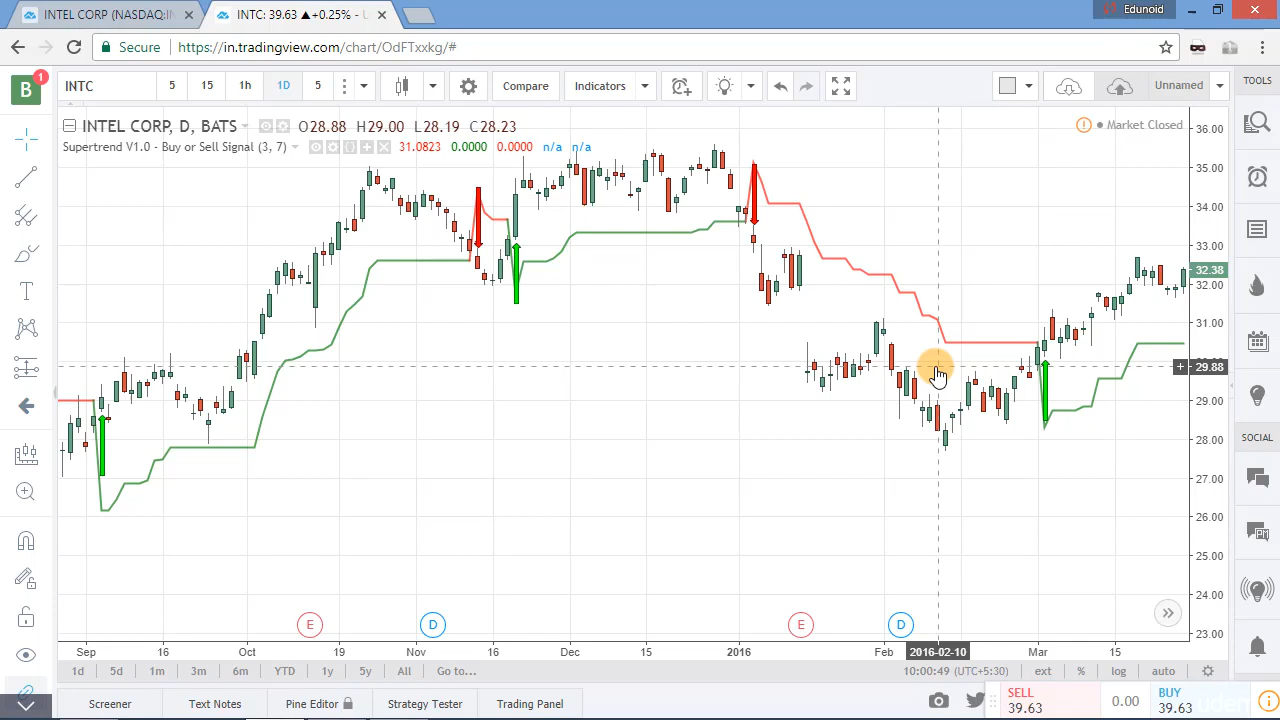 INTEL CORP (NASDAQ:IN
INTC: 39.63 ▲+0.25% - U
Edunoid
Secure
https://in.tradingview.com/chart/OdFTxxkg/#
B
1
INTC
5
15
1h
1D
5
Compare
Indicators
Unnamed
TOOLS
INTEL CORP, D, BATS
O28.88 H29.00 L28.19 C28.23
Market Closed
Supertrend V1.0 - Buy or Sell Signal (3, 7)
31.0823 0.0000 0.0000 n/a n/a
36.00
35.00
34.00
33.00
32.38
32.00
31.00
29.88
29.00
28.00
27.00
26.00
25.00
24.00
23.00
SOCIAL
E
D
E
D
Sep
16
Oct
19
Nov
16
Dec
15
2016
Feb
2016-02-10
Mar
15
1d
5d
1m
3m
6m
YTD
1y
5y
All
Go to...
10:00:49 (UTC+5:30)
ext
%
log
auto
Screener
Text Notes
Pine Editor
Strategy Tester
Trading Panel
SELL
39.63
0.00
BUY
39.63